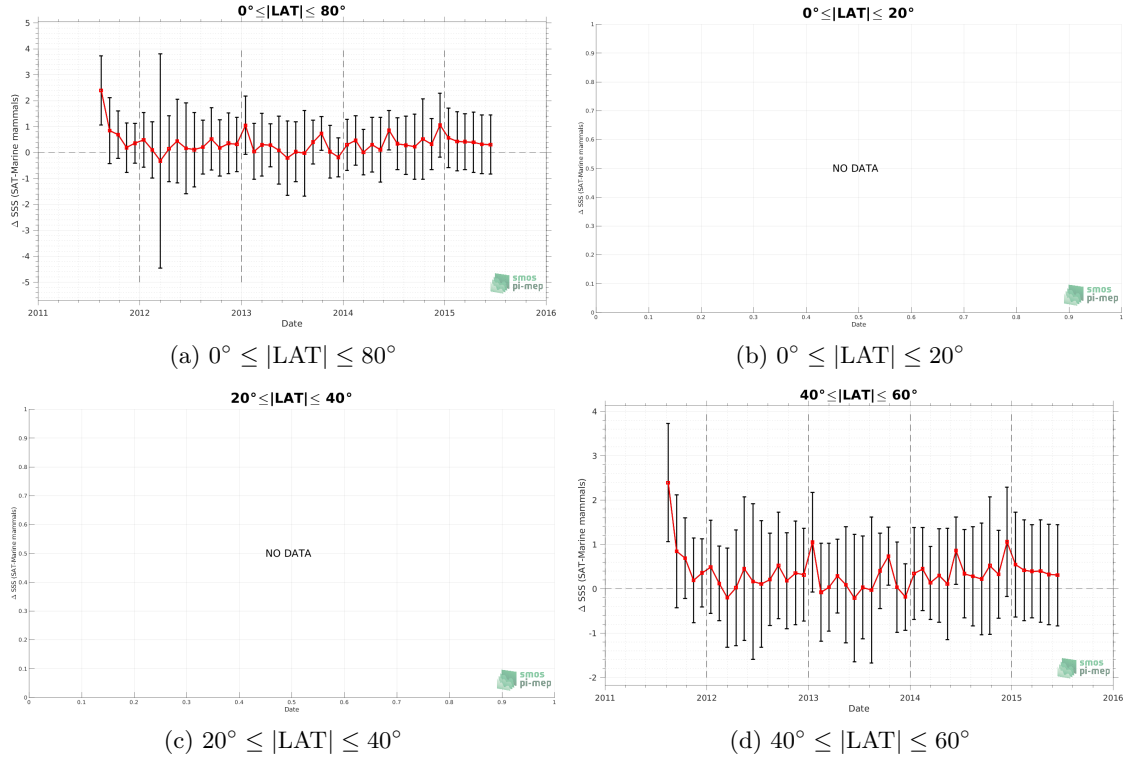 0°≤|LAT|≤ 80°
5
4
3
2
1
0
-1
-2
-3
-4
-5
Δ SSS (SAT-Marine mammals)
2011
2012
2013
2014
2015
2016
Date
smos
pi-mep
(a) 0° ≤ |LAT| ≤ 80°
0°≤|LAT|≤ 20°
1
0.9
0.8
0.7
0.6
0.5
0.4
0.3
0.2
0.1
0
Δ SSS (SAT-Marine mammals)
NO DATA
0
0.1
0.2
0.3
0.4
0.5
0.6
0.7
0.8
0.9
1
Date
smos
pi-mep
(b) 0° ≤ |LAT| ≤ 20°
20°≤|LAT|≤ 40°
1
0.9
0.8
0.7
0.6
0.5
0.4
0.3
0.2
0.1
0
Δ SSS (SAT-Marine mammals)
NO DATA
0
0.1
0.2
0.3
0.4
0.5
0.6
0.7
0.8
0.9
1
Date
smos
pi-mep
(c) 20° ≤ |LAT| ≤ 40°
40°≤|LAT|≤ 60°
4
3
2
1
0
-1
-2
Δ SSS (SAT-Marine mammals)
2011
2012
2013
2014
2015
2016
Date
smos
pi-mep
(d) 40° ≤ |LAT| ≤ 60°